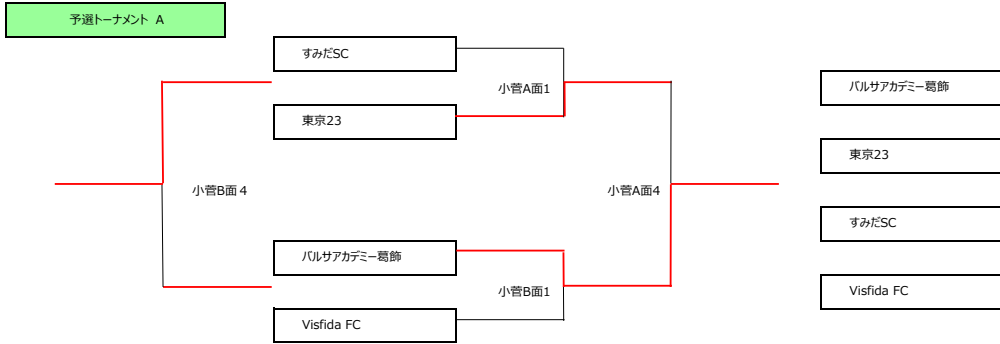 予選トーナメント A
すみだSC
小菅A面1
バルサアカデミー葛飾
東京23
東京23
小菅B面４
小菅A面4
すみだSC
バルサアカデミー葛飾
小菅B面1
Visfida FC
Visfida FC